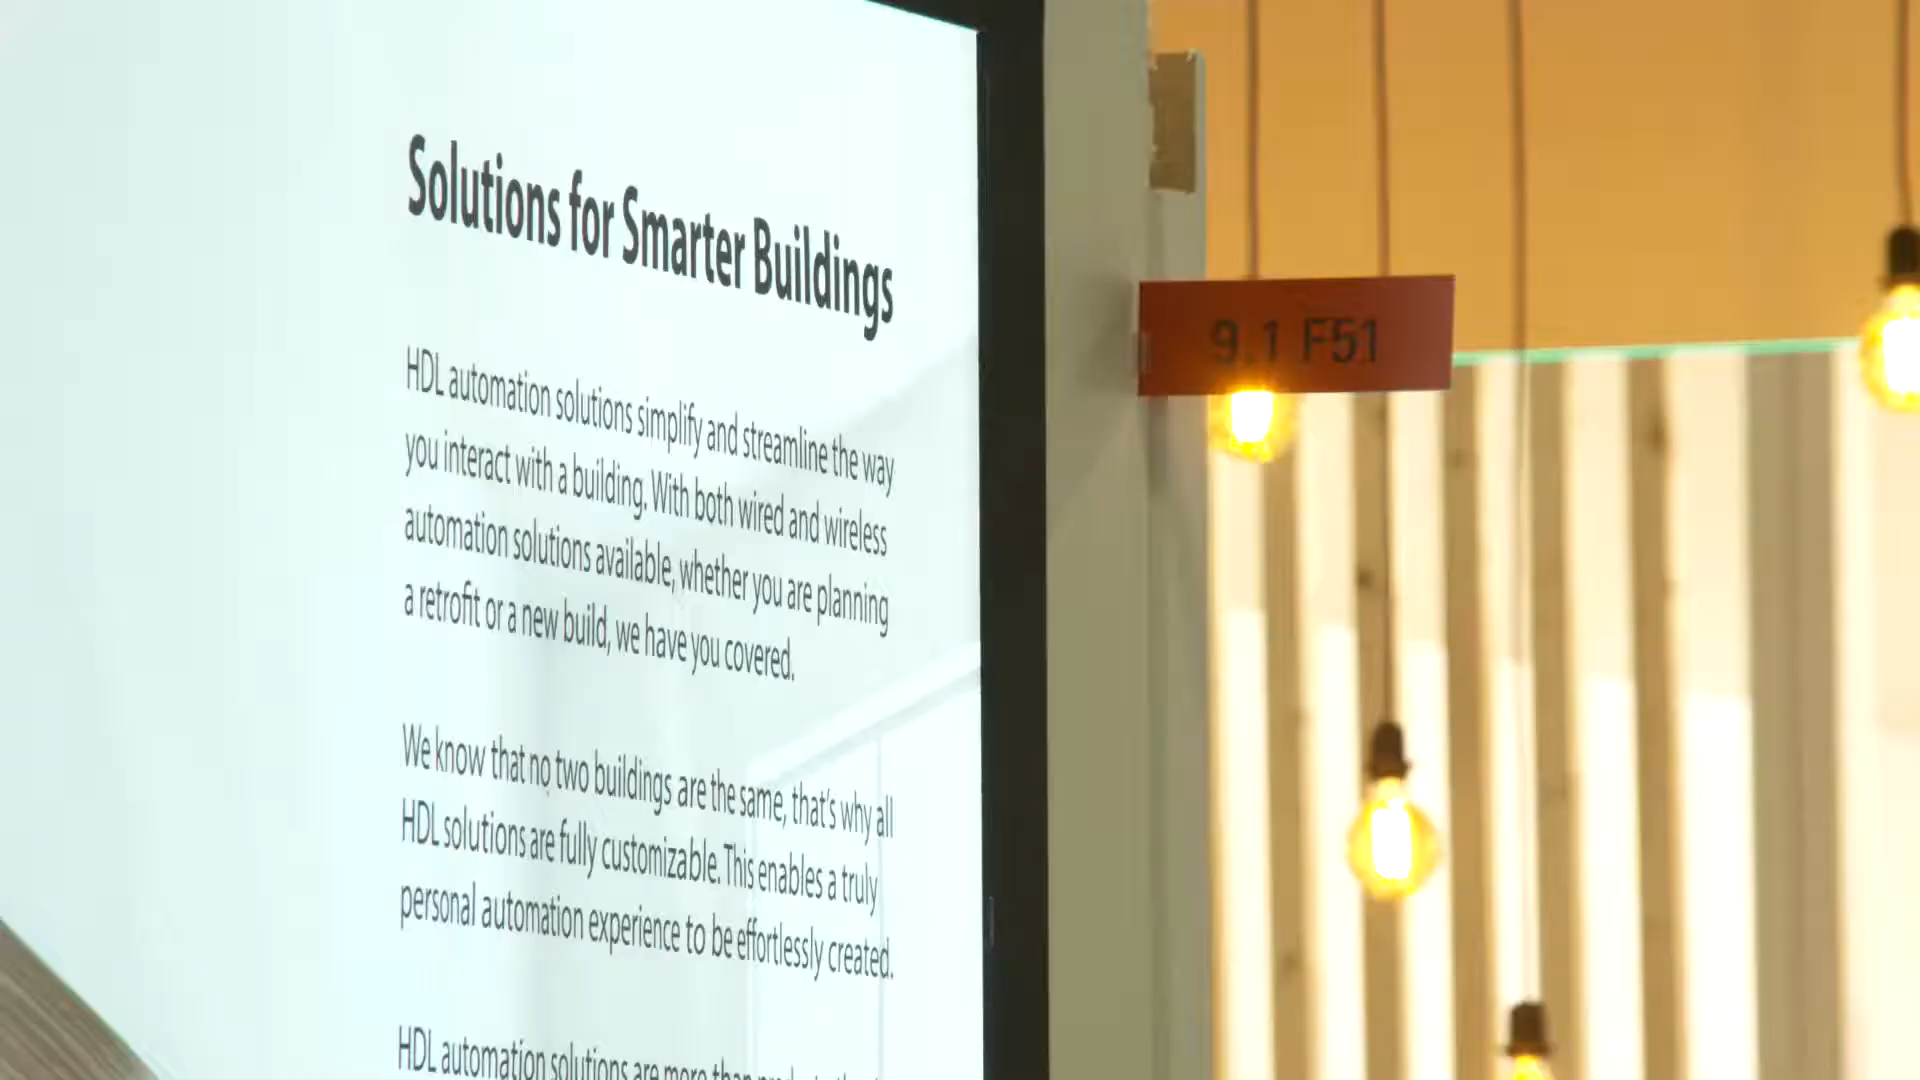 Solutions for Smarter Buildings
HDL automation solutions simplify and streamline the way
you interact with a building. With both wired and wireless
automation solutions available, whether you are planning
a retrofit or a new build, we have you covered.
We know that no two buildings are the same, that's why all
HDL solutions are fully customizable. This enables a truly
personal automation experience to be effortlessly created.
HDL automation solutions are more than
9.1 F51